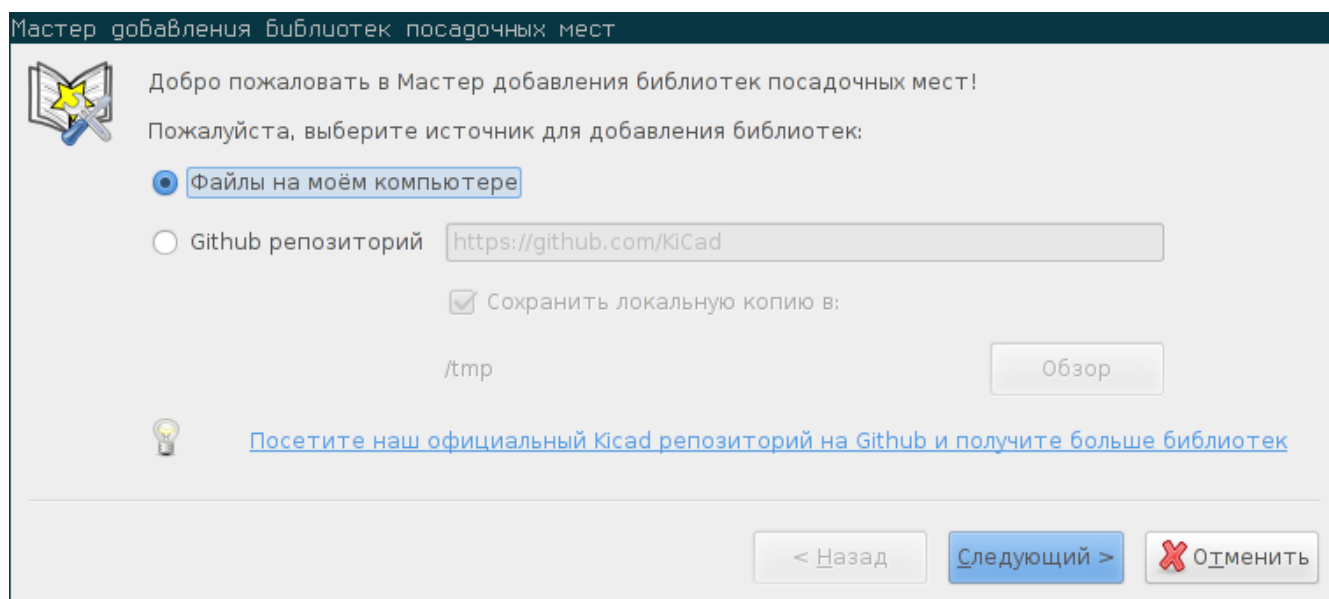 Мастер добавления библиотек посадочных мест
Добро пожаловать в Мастер добавления библиотек посадочных мест!
Пожалуйста, выберите источник для добавления библиотек:
Файлы на моём компьютере
Github репозиторий https://github.com/KiCad
Сохранить локальную копию в:
/tmp Обзор
Посетите наш официальный Kicad репозиторий на Github и получите больше библиотек
< Назад Следующий > Отменить